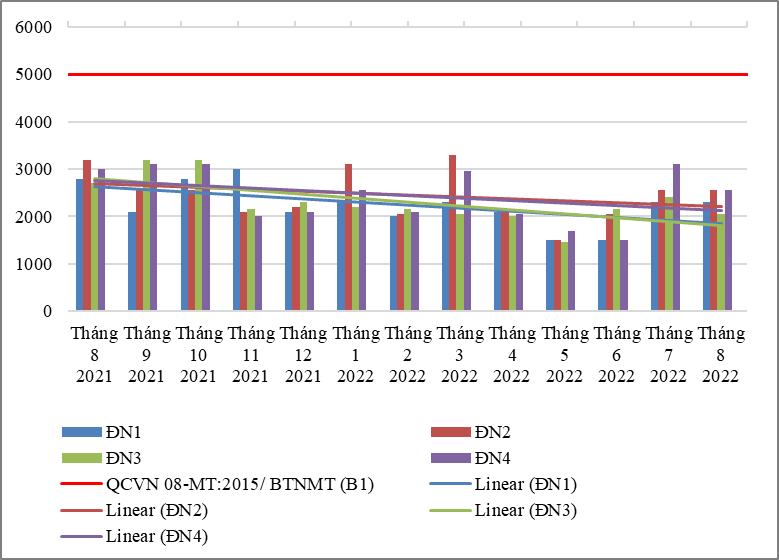 6000
5000
4000
3000
2000
1000
0
Tháng Tháng Tháng Tháng Tháng Tháng Tháng Tháng Tháng Tháng Tháng Tháng Tháng
8 9 10 11 12 1 2 3 4 5 6 7 8
2021 2021 2021 2021 2021 2022 2022 2022 2022 2022 2022 2022 2022
ĐN1 ĐN2
ĐN3 ĐN4
QCVN 08-MT:2015/ BTNMT (B1) Linear (ĐN1)
Linear (ĐN2) Linear (ĐN3)
Linear (ĐN4)